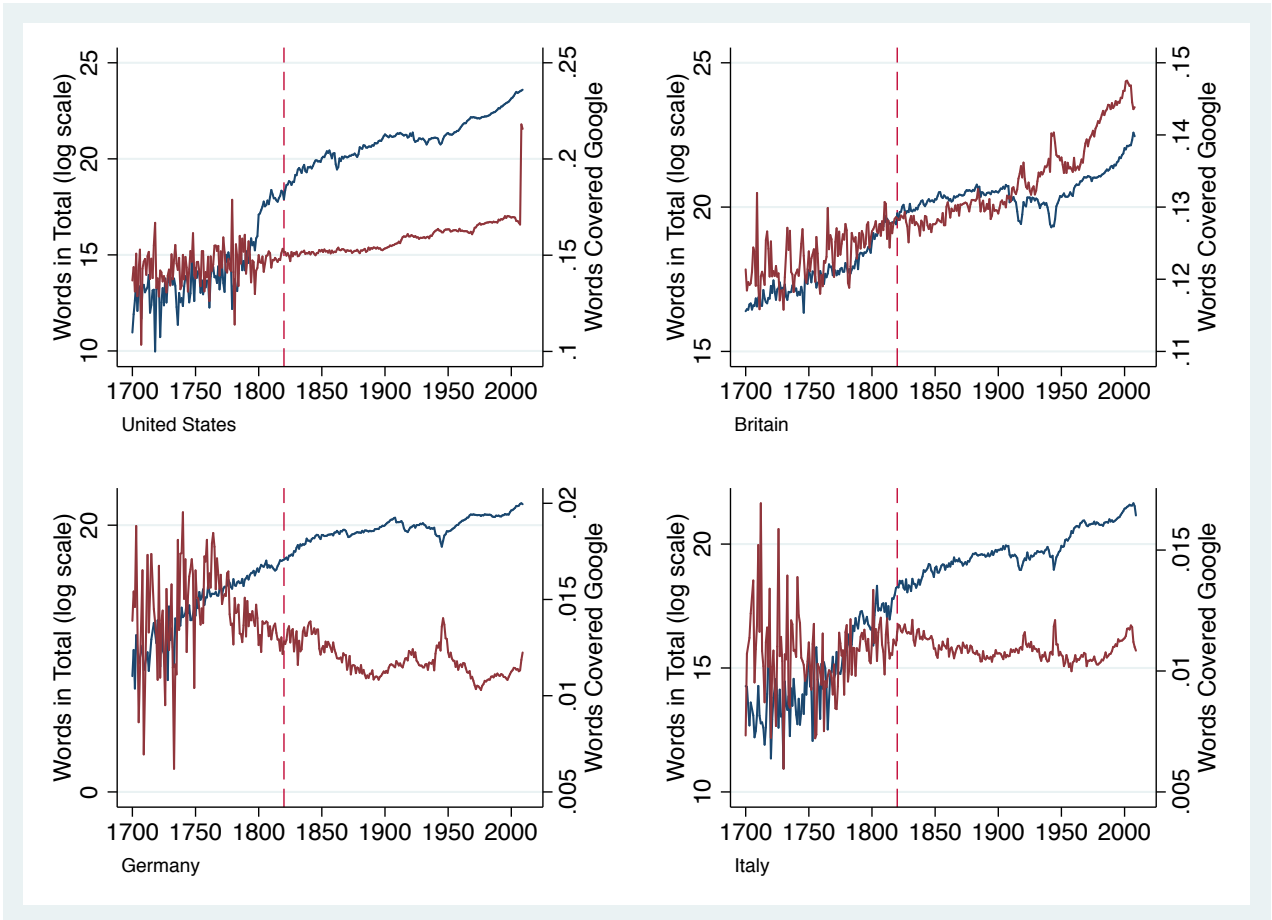 Words in Total (log scale)
10 15 20 25
.1 .15 .2 .25
Words Covered Google
1700 1750 1800 1850 1900 1950 2000
United States
Words in Total (log scale)
15 20 25
.11 .12 .13 .14 .15
Words Covered Google
1700 1750 1800 1850 1900 1950 2000
Britain
Words in Total (log scale)
0 20
.005 .01 .015 .02
Words Covered Google
1700 1750 1800 1850 1900 1950 2000
Germany
Words in Total (log scale)
10 15 20
.005 .01 .015
Words Covered Google
1700 1750 1800 1850 1900 1950 2000
Italy